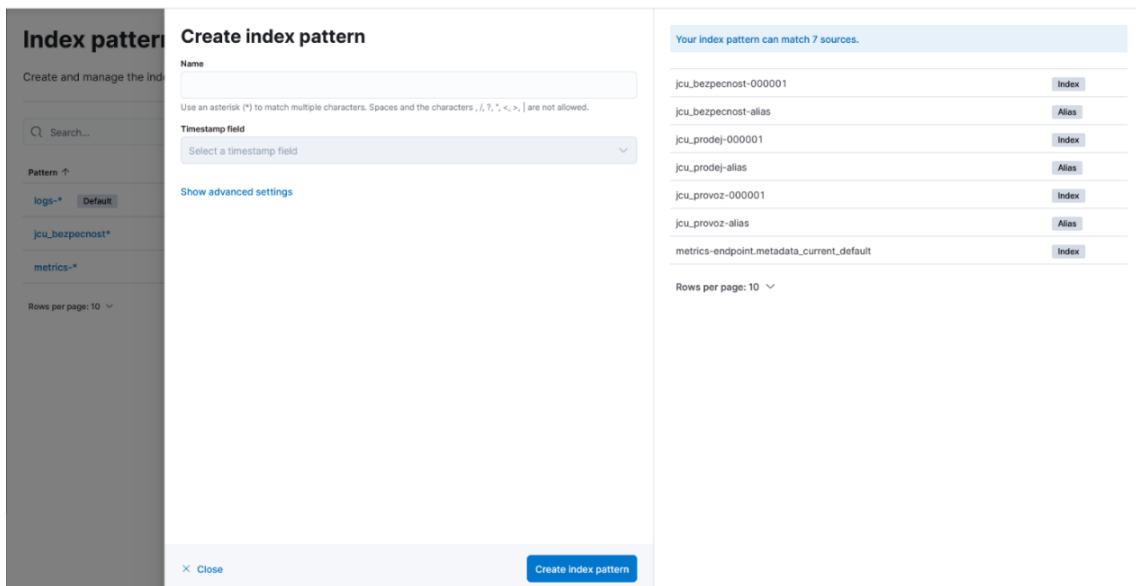 Index patter
Create and manage the ind
Search...
Pattern ↑
logs-* Default
jcu_bezpecnost*
metrics-*
Rows per page: 10
Create index pattern
Name
Use an asterisk (*) to match multiple characters. Spaces and the characters , /, ?, ", <, >, | are not allowed.
Timestamp field
Select a timestamp field
Show advanced settings
× Close
Create index pattern
Your index pattern can match 7 sources.
jcu_bezpecnost-000001 Index
jcu_bezpecnost-alias Alias
jcu_prodej-000001 Index
jcu_prodej-alias Alias
jcu_provoz-000001 Index
jcu_provoz-alias Alias
metrics-endpoint.metadata_current_default Index
Rows per page: 10